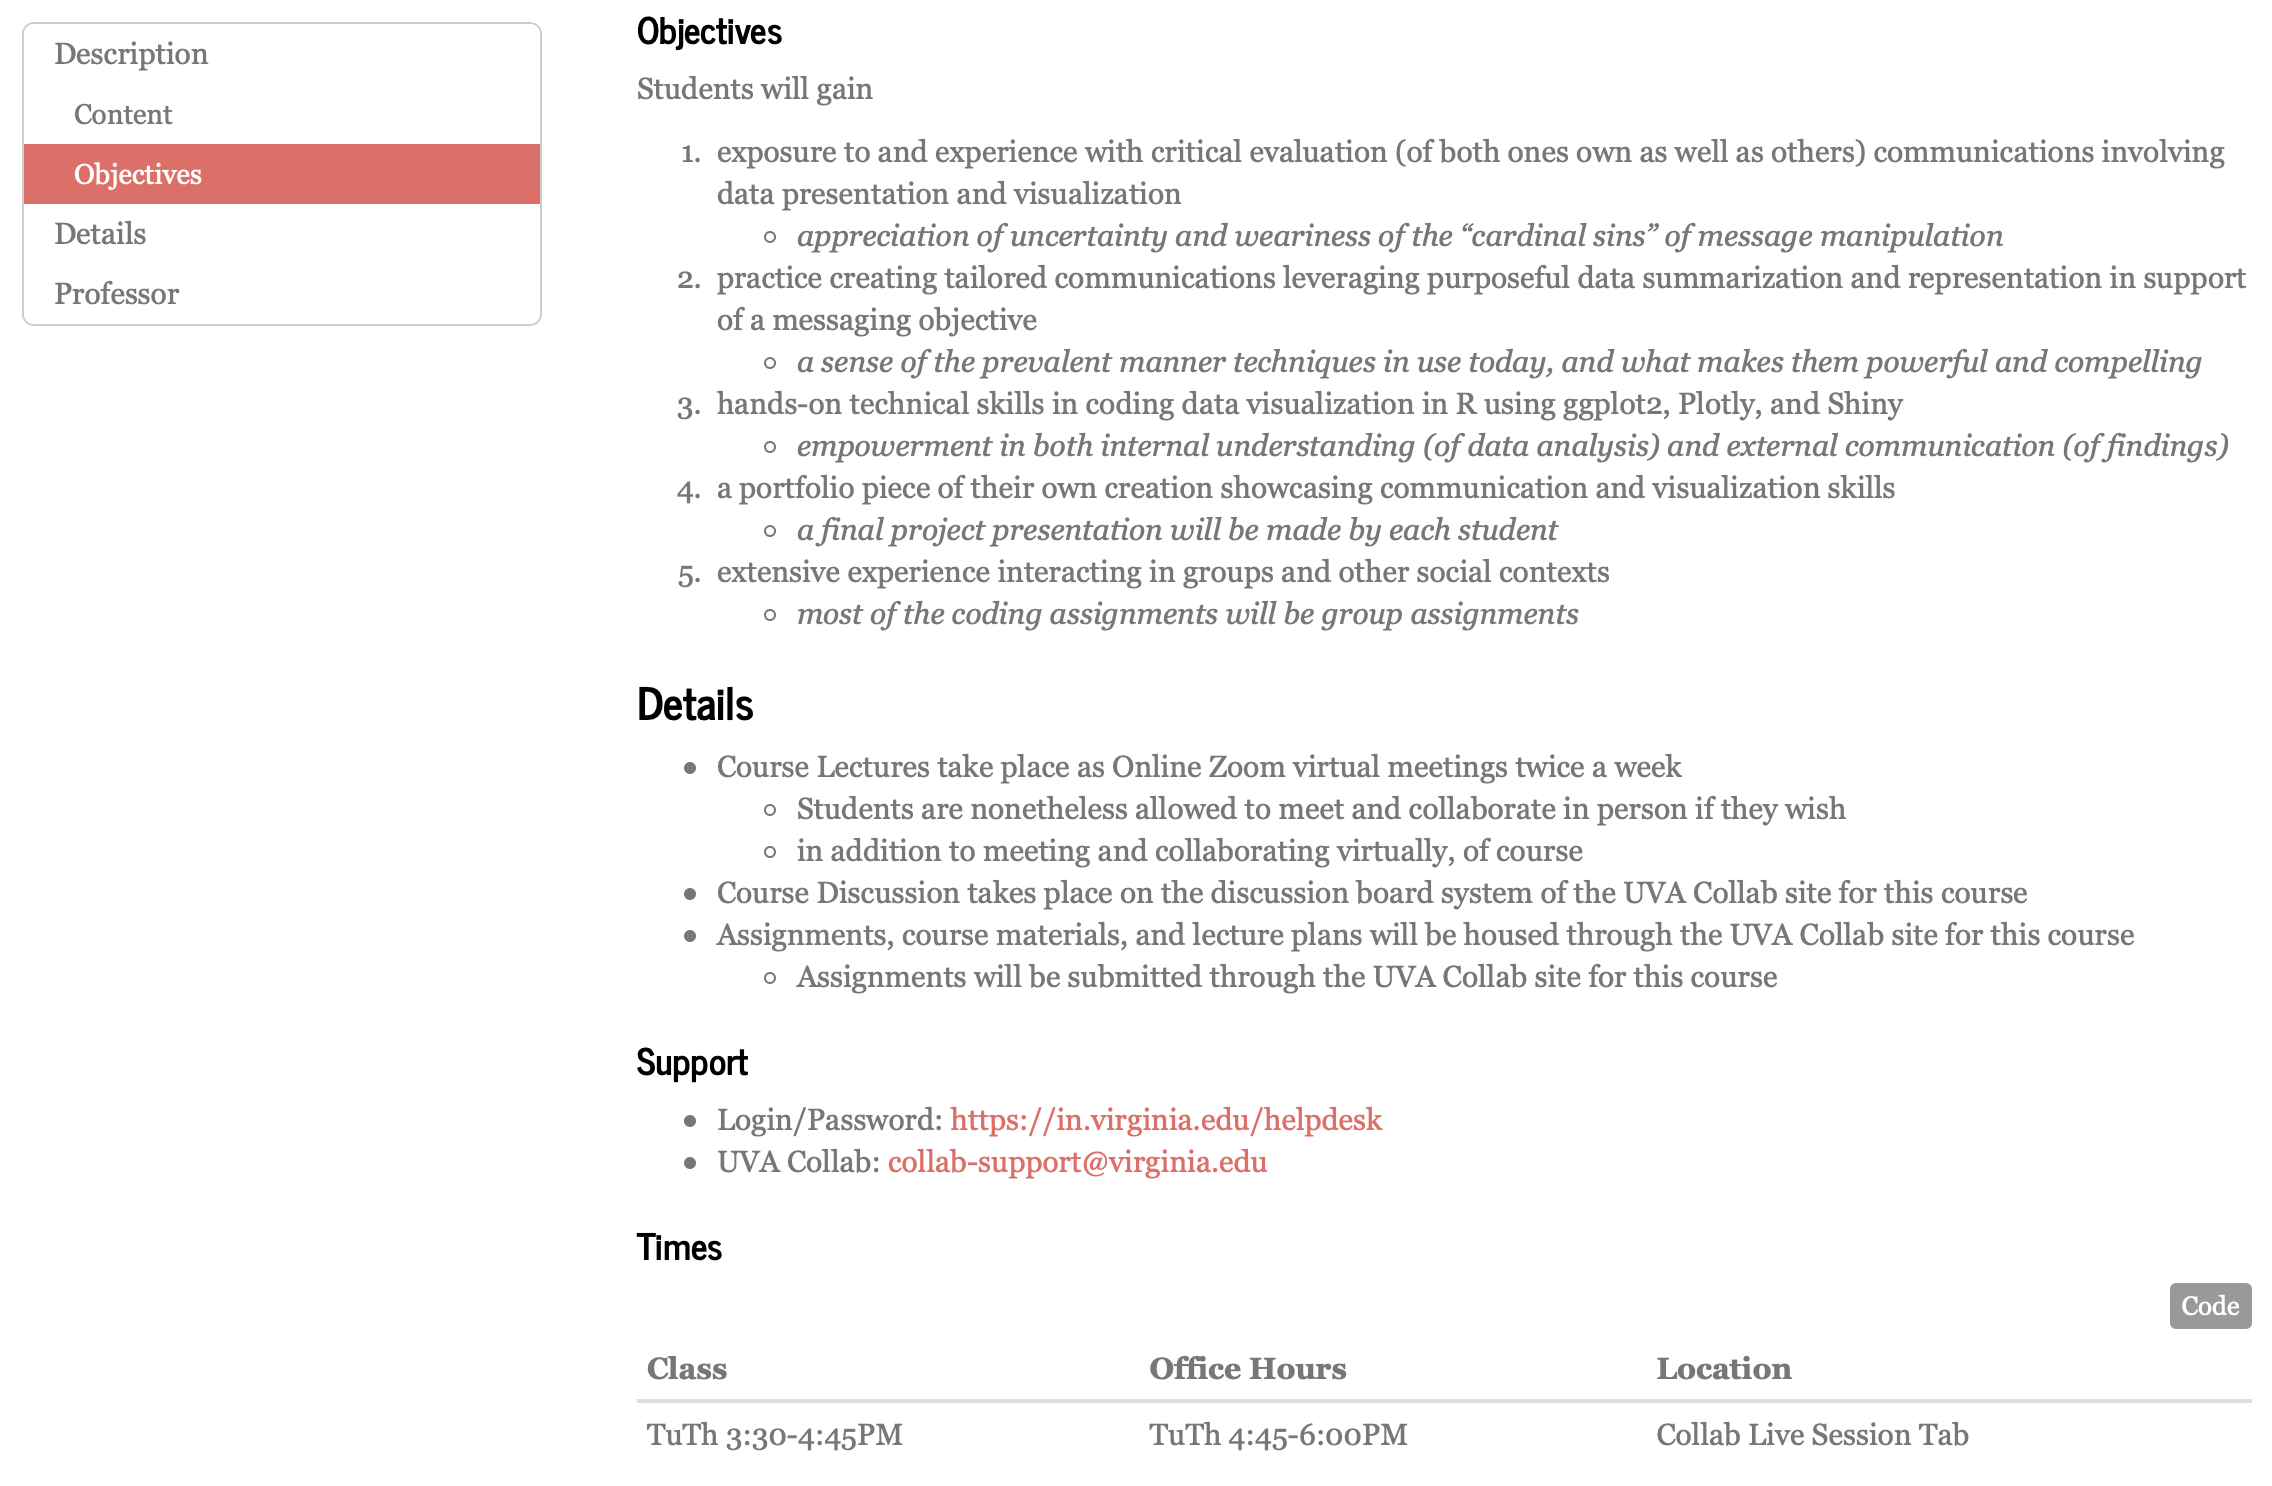 Description
Content
Objectives
Details
Professor
Objectives
Students will gain
1. exposure to and experience with critical evaluation (of both ones own as well as others) communications involving
data presentation and visualization
appreciation of uncertainty and weariness of the “cardinal sins” of message manipulation
2. practice creating tailored communications leveraging purposeful data summarization and representation in support
of a messaging objective
a sense of the prevalent manner techniques in use today, and what makes them powerful and compelling
3. hands-on technical skills in coding data visualization in R using ggplot2, Plotly, and Shiny
empowerment in both internal understanding (of data analysis) and external communication (of findings)
4. a portfolio piece of their own creation showcasing communication and visualization skills
a final project presentation will be made by each student
5. extensive experience interacting in groups and other social contexts
most of the coding assignments will be group assignments
Details
Course Lectures take place as Online Zoom virtual meetings twice a week
Students are nonetheless allowed to meet and collaborate in person if they wish
in addition to meeting and collaborating virtually, of course
Course Discussion takes place on the discussion board system of the UVA Collab site for this course
Assignments, course materials, and lecture plans will be housed through the UVA Collab site for this course
Assignments will be submitted through the UVA Collab site for this course
Support
Login/Password: https://in.virginia.edu/helpdesk
UVA Collab: collab-support@virginia.edu
Times
Code
Class Office Hours Location
TuTh 3:30-4:45PM TuTh 4:45-6:00PM Collab Live Session Tab